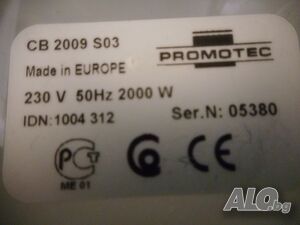 CB 2009 S03
PROMOTEC
Made in EUROPE
230 V 50Hz 2000 W
IDN:1004 312
Ser.N: 05380
ME 01
CE
ALO.bg